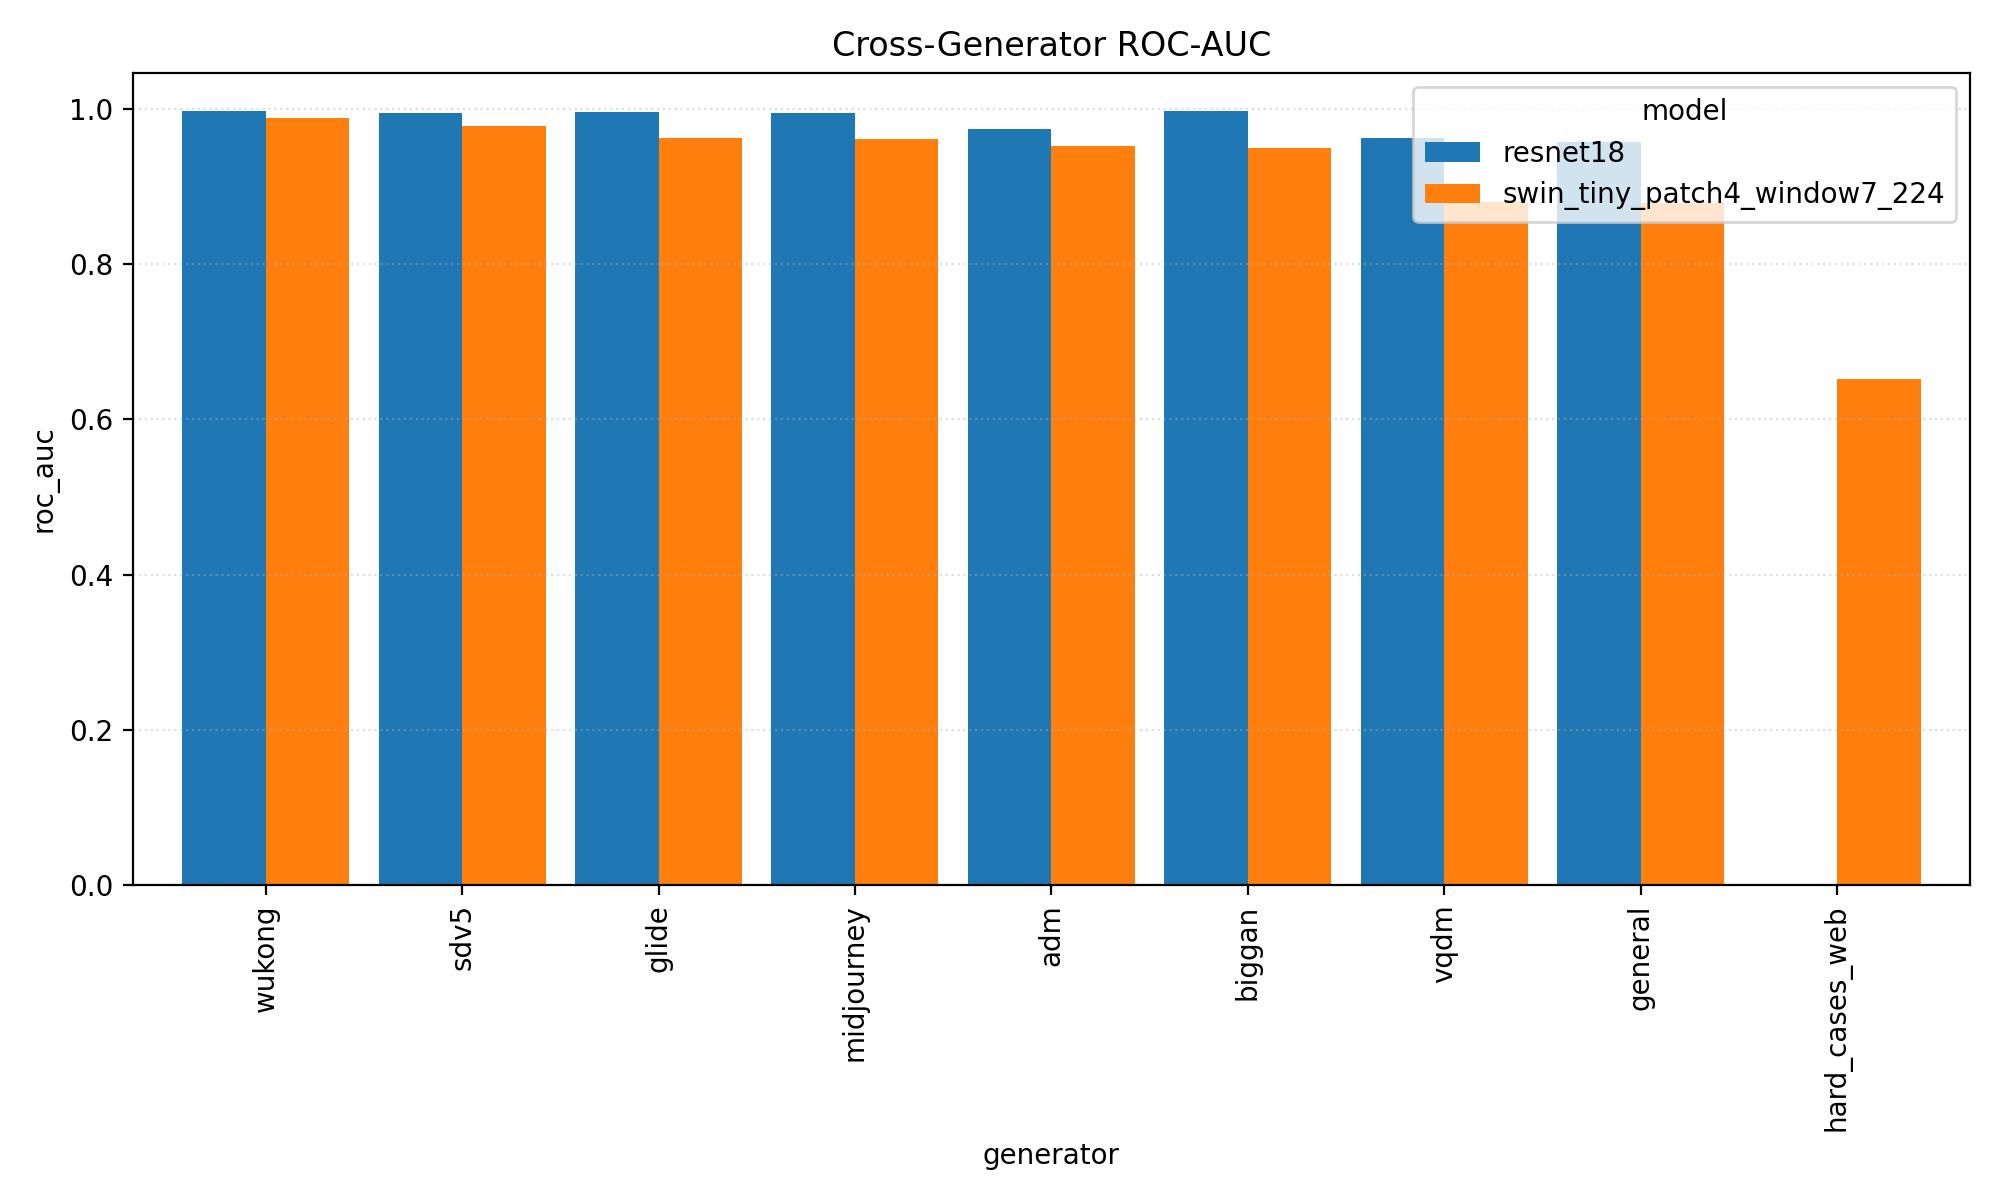 Cross-Generator ROC-AUC
model
resnet18
swin_tiny_patch4_window7_224
roc_auc
1.0
0.8
0.6
0.4
0.2
0.0
wukong
sdv5
glide
midjourney
adm
biggan
vqdm
general
hard_cases_web
generator